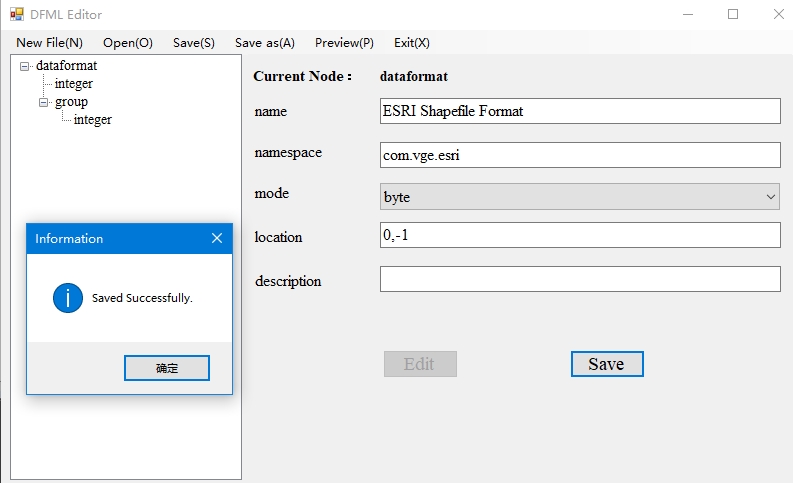 DFML Editor
New File(N) Open(O) Save(S) Save as(A) Preview(P) Exit(X)
dataformat
integer
group
integer
Current Node： dataformat
name ESRI Shapefile Format
namespace com.vge.esri
mode byte
location 0,-1
description
Edit Save
Information
Saved Successfully.
确定